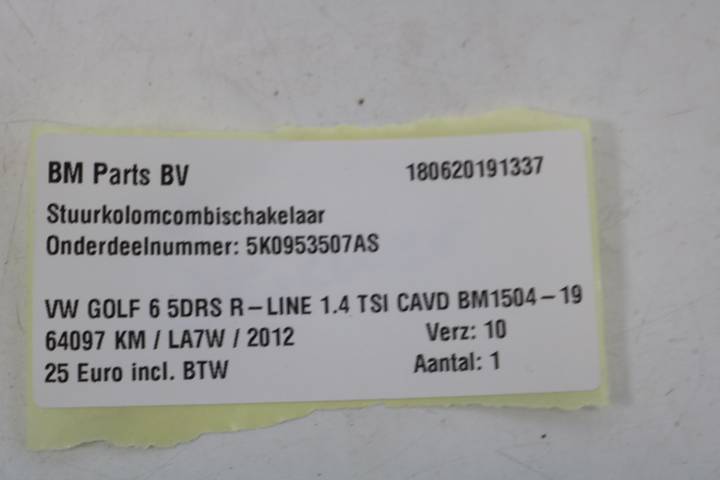 BM Parts BV 180620191337
Stuurkolomcombischakelaar
Onderdeelnummer: 5K0953507AS
VW GOLF 6 5DRS R-LINE 1.4 TSI CAVD BM1504-19
64097 KM / LA7W / 2012 Verz: 10
25 Euro incl. BTW Aantal: 1